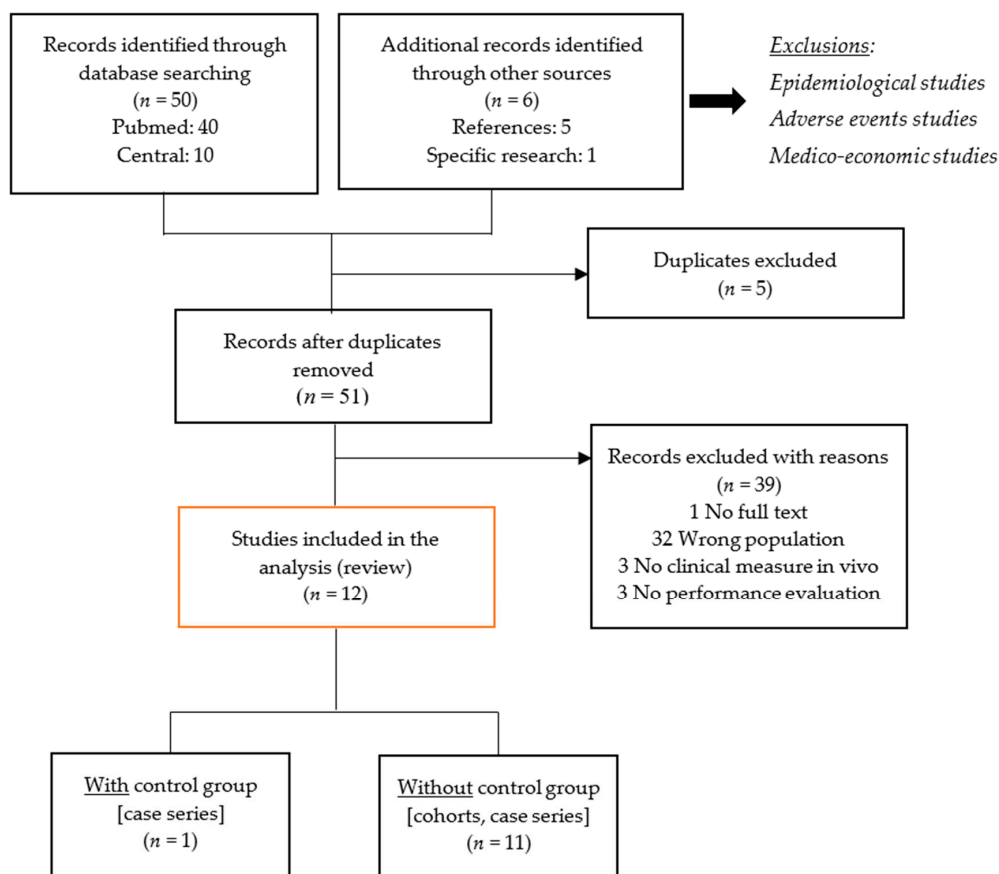 Records identified through
database searching
(n = 50)
Pubmed: 40
Central: 10
Additional records identified
through other sources
(n = 6)
References: 5
Specific research: 1
Exclusions:
Epidemiological studies
Adverse events studies
Medico-economic studies
Duplicates excluded
(n = 5)
Records after duplicates
removed
(n = 51)
Records excluded with reasons
(n = 39)
1 No full text
32 Wrong population
3 No clinical measure in vivo
3 No performance evaluation
Studies included in the
analysis (review)
(n = 12)
With control group
[case series]
(n = 1)
Without control group
[cohorts, case series]
(n = 11)